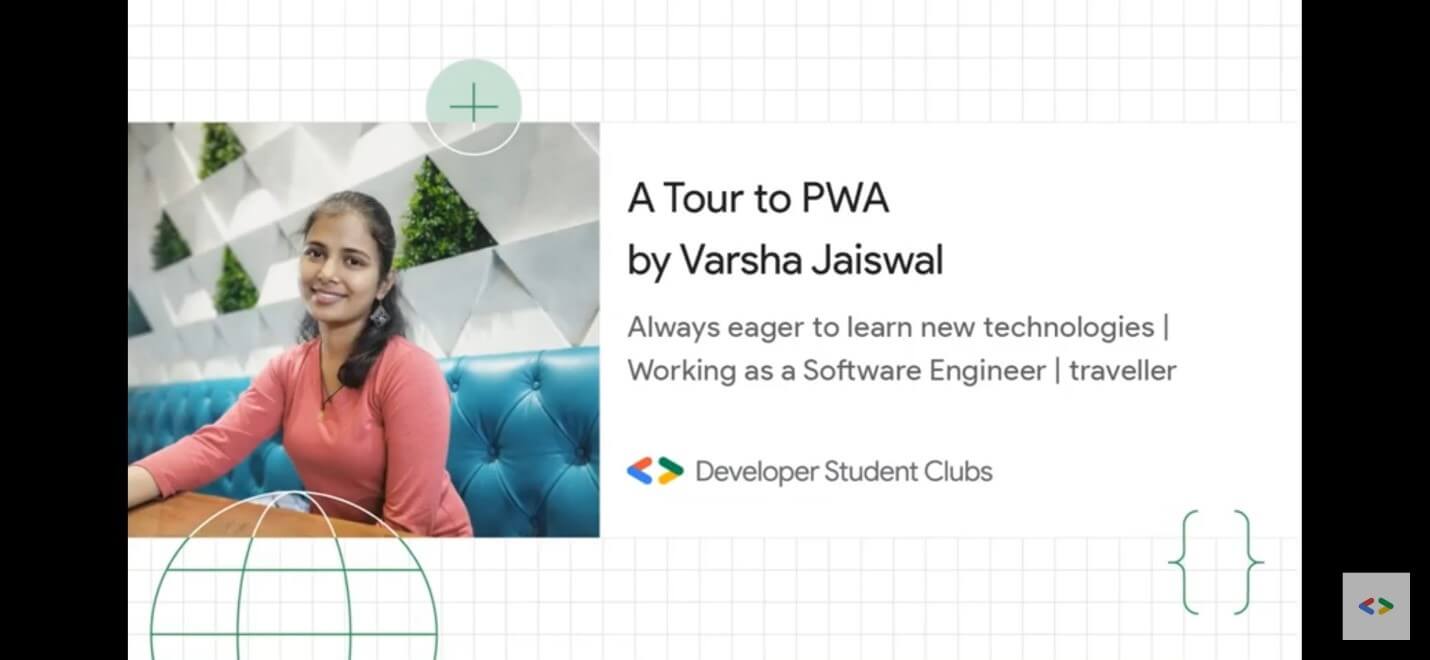 A Tour to PWA
by Varsha Jaiswal
Always eager to learn new technologies |
Working as a Software Engineer | traveller
Developer Student Clubs